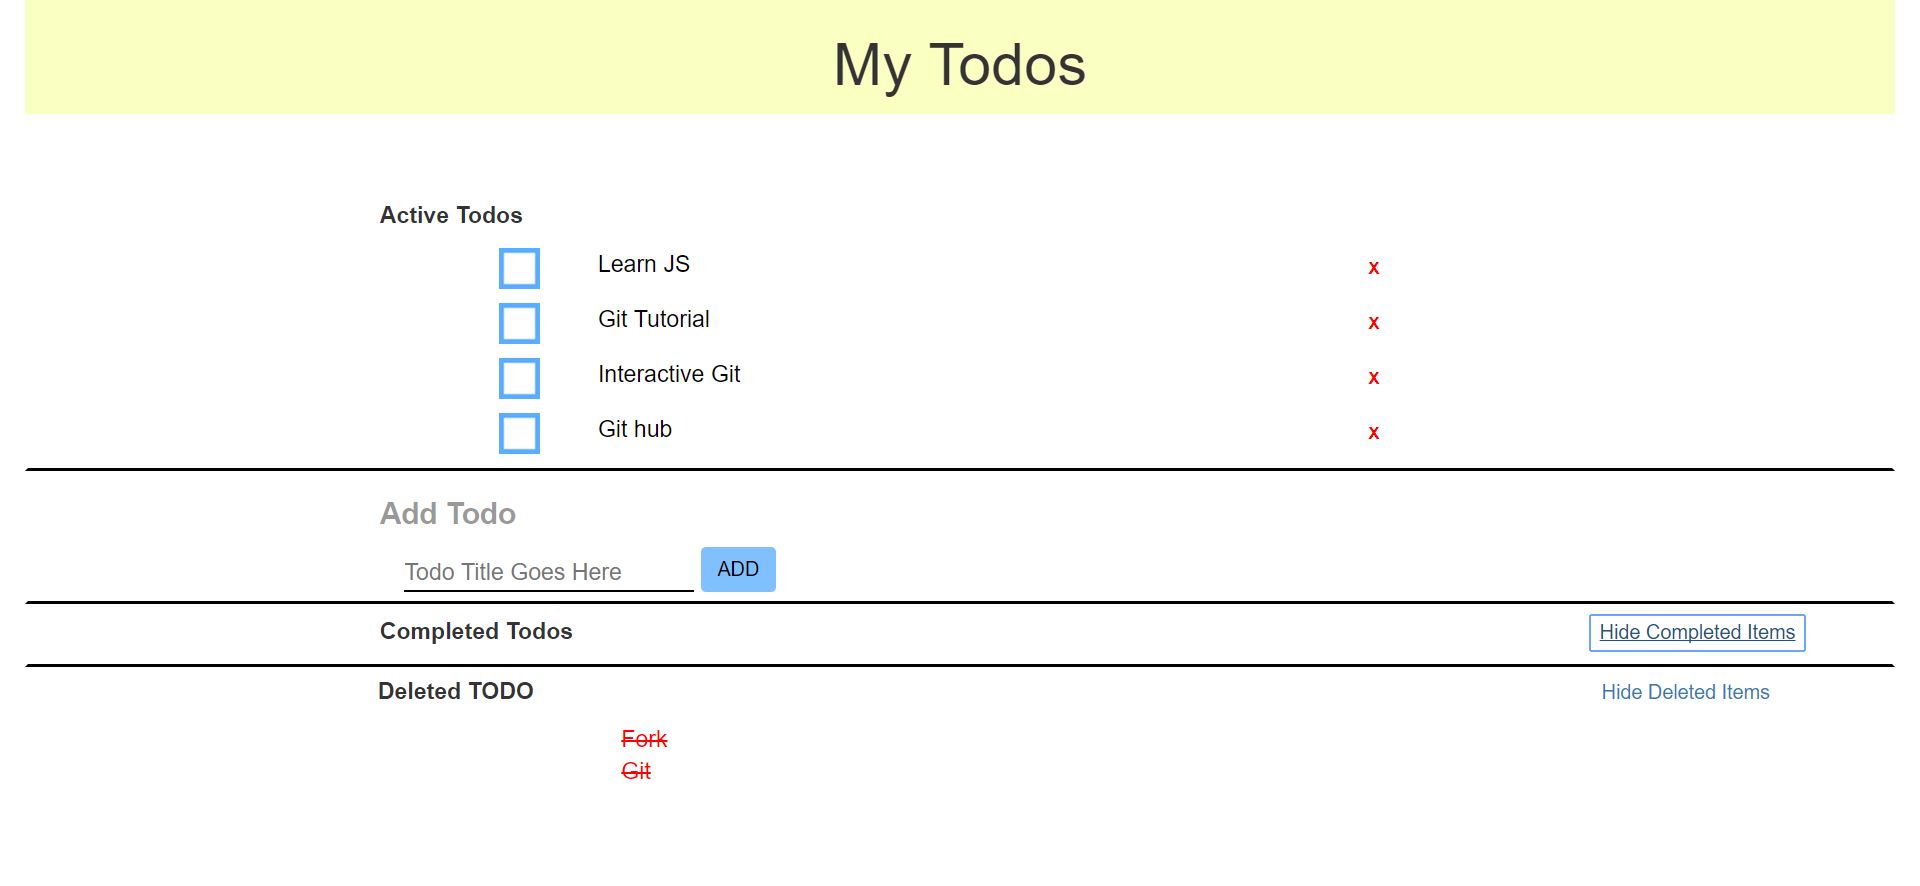 My Todos
Active Todos
Learn JS x
Git Tutorial x
Interactive Git x
Git hub x
Add Todo
Todo Title Goes Here ADD
Completed Todos Hide Completed Items
Deleted TODO Hide Deleted Items
Fork
Git